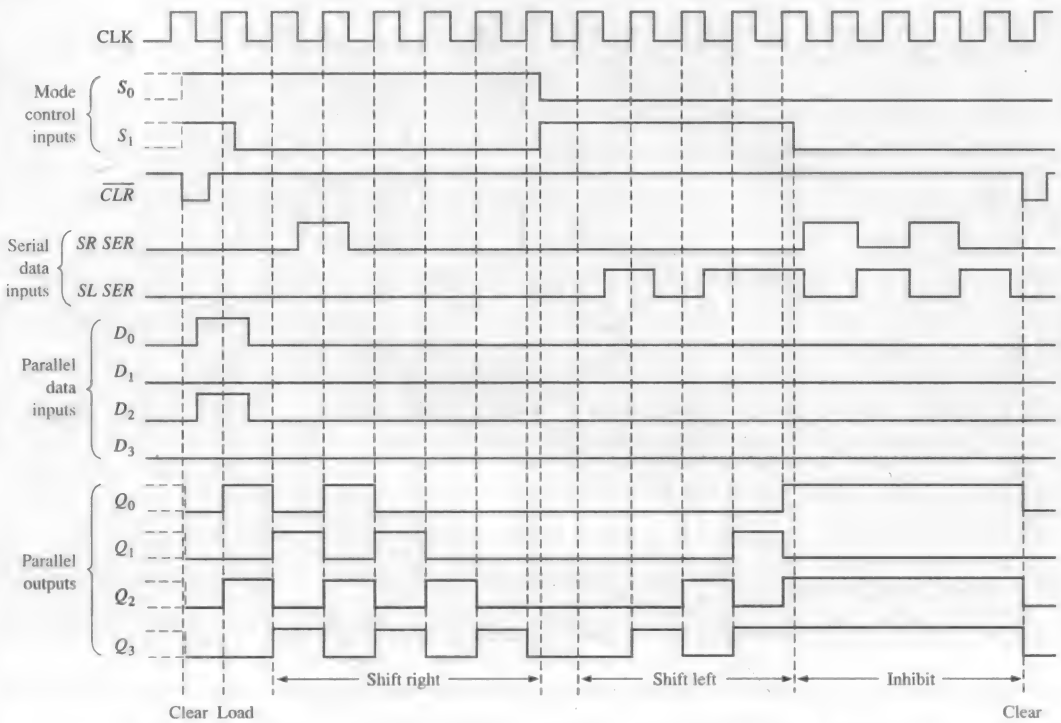 CLK
Mode
control
inputs
S0
S1
CLR
Serial
data
inputs
SR SER
SL SER
Parallel
data
inputs
D0
D1
D2
D3
Parallel
outputs
Q0
Q1
Q2
Q3
Shift right
Shift left
Inhibit
Clear Load
Clear